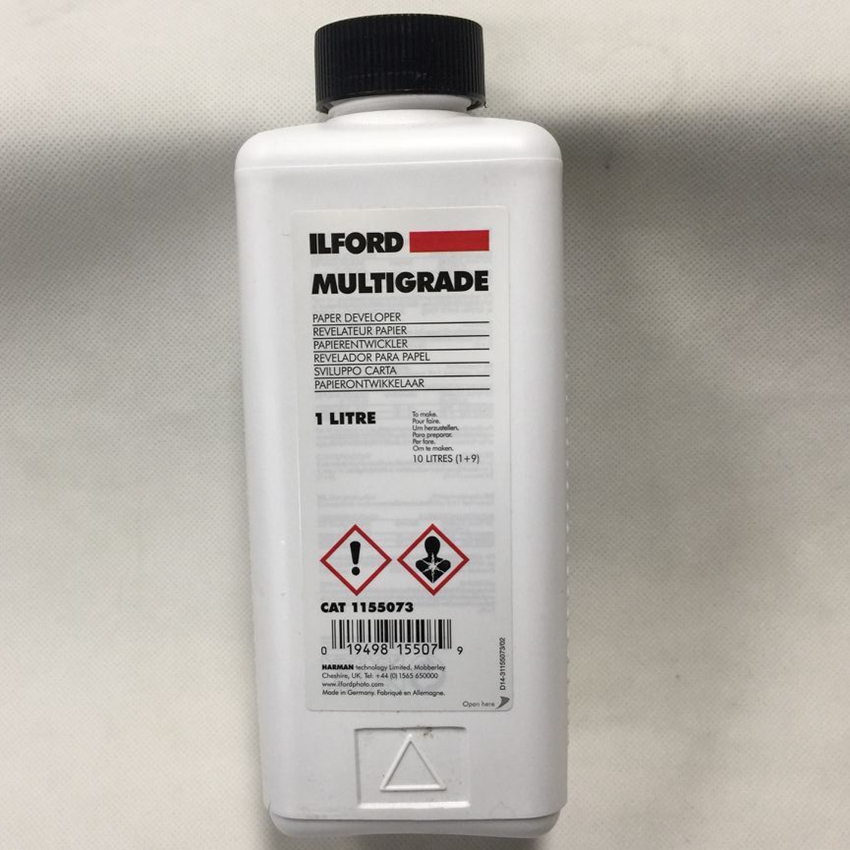 ILFORD
MULTIGRADE
PAPER DEVELOPER
REVELATEUR PAPIER
PAPIERENTWICKLER
REVELADOR PARA PAPEL
SVILUPPO CARTA
PAPIERONTWIKKELAAR
1 LITRE
To make.
Pour faire.
Um herzustellen.
Para preparar.
Per fare.
Om te maken.
10 LITRES (1+9)
CAT 1155073
0 19498 15507 9
HARMAN technology Limited, Mobberley
Cheshire, UK. Tel: +44 (0)1565 650000
www.ilfordphoto.com
Made in Germany. Fabriqué en Allemagne.
Open here
D14-31155073/02